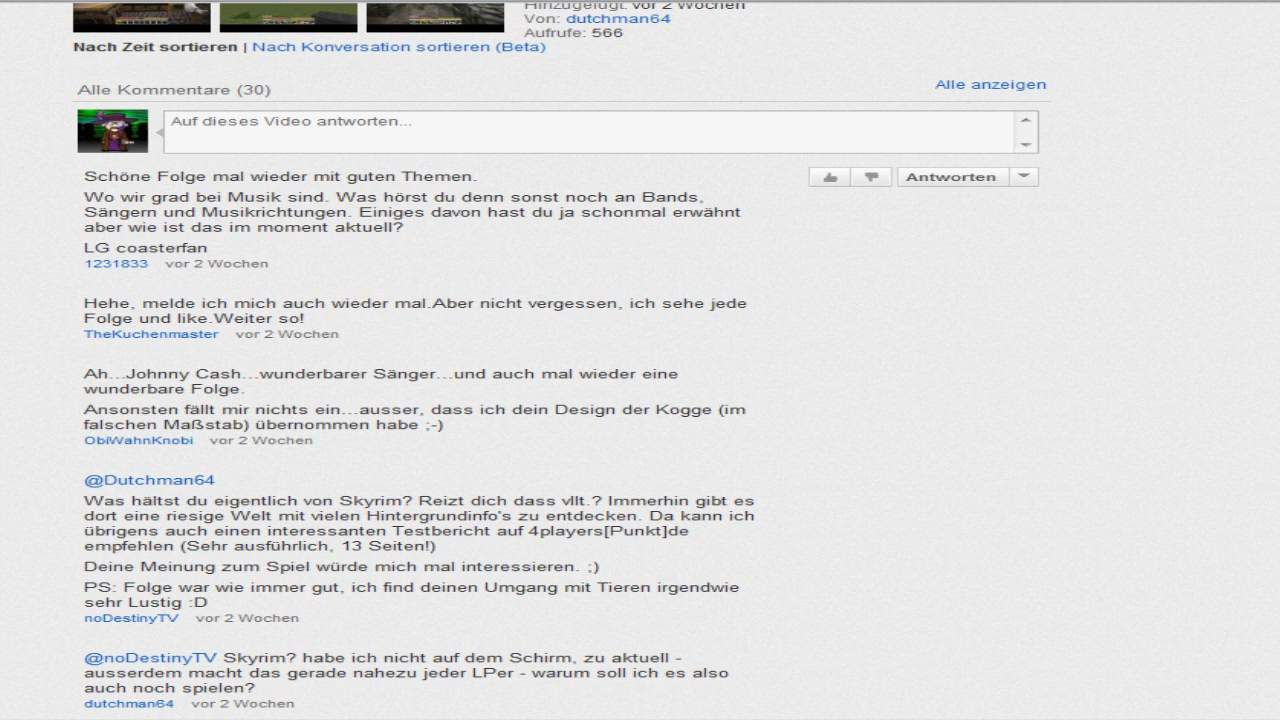 Hinzugefügt: vor 2 Wochen
Von: dutchman64
Aufrufe: 566
Nach Zeit sortieren | Nach Konversation sortieren (Beta)
Alle Kommentare (30)
Alle anzeigen
Auf dieses Video antworten...
Schöne Folge mal wieder mit guten Themen.
Antworten
Wo wir grad bei Musik sind. Was hörst du denn sonst noch an Bands,
Sängern und Musikrichtungen. Einiges davon hast du ja schonmal erwähnt
aber wie ist das im moment aktuell?
LG coasterfan
1231833 vor 2 Wochen
Hehe, melde ich mich auch wieder mal.Aber nicht vergessen, ich sehe jede
Folge und like.Weiter so!
TheKuchenmaster vor 2 Wochen
Ah...Johnny Cash...wunderbarer Sänger...und auch mal wieder eine
wunderbare Folge.
Ansonsten fällt mir nichts ein...ausser, dass ich dein Design der Kogge (im
falschen Maßstab) übernommen habe ;-)
ObiWahnKnobi vor 2 Wochen
@Dutchman64
Was hältst du eigentlich von Skyrim? Reizt dich dass vllt.? Immerhin gibt es
dort eine riesige Welt mit vielen Hintergrundinfo's zu entdecken. Da kann ich
übrigens auch einen interessanten Testbericht auf 4players[Punkt]de
empfehlen (Sehr ausführlich, 13 Seiten!)
Deine Meinung zum Spiel würde mich mal interessieren. ;)
PS: Folge war wie immer gut, ich find deinen Umgang mit Tieren irgendwie
sehr Lustig :D
noDestinyTV vor 2 Wochen
@noDestinyTV Skyrim? habe ich nicht auf dem Schirm, zu aktuell -
ausserdem macht das gerade nahezu jeder LPer - warum soll ich es also
auch noch spielen?
dutchman64 vor 2 Wochen